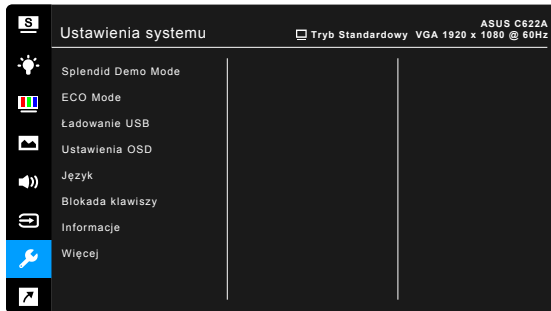 S
ASUS C622A
Ustawienia systemu
Tryb Standardowy VGA 1920 x 1080 @ 60Hz
Splendid Demo Mode
ECO Mode
Ładowanie USB
Ustawienia OSD
Język
Blokada klawiszy
Informacje
Więcej